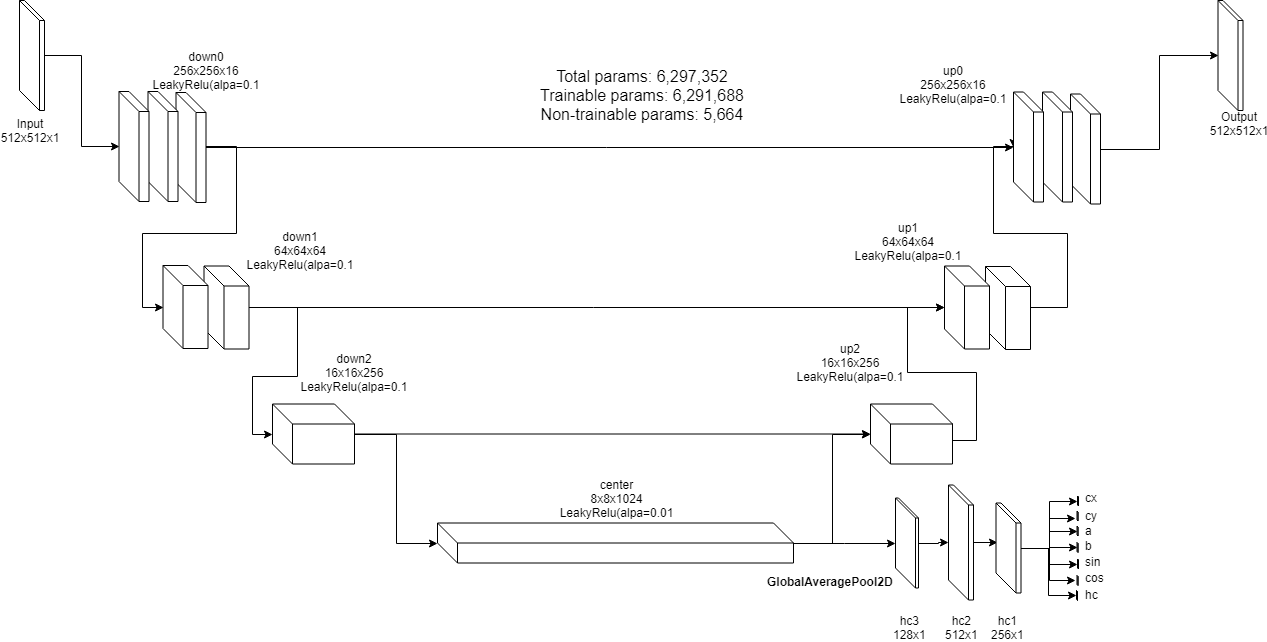 Input
512x512x1
down0
256x256x16
LeakyRelu(alpa=0.1
Total params: 6,297,352
Trainable params: 6,291,688
Non-trainable params: 5,664
up0
256x256x16
LeakyRelu(alpa=0.1
Output
512x512x1
down1
64x64x64
LeakyRelu(alpa=0.1
up1
64x64x64
LeakyRelu(alpa=0.1
down2
16x16x256
LeakyRelu(alpa=0.1
up2
16x16x256
LeakyRelu(alpa=0.1
center
8x8x1024
LeakyRelu(alpa=0.01
GlobalAveragePool2D
hc3
128x1
hc2
512x1
hc1
256x1
cx
cy
a
b
sin
cos
hc